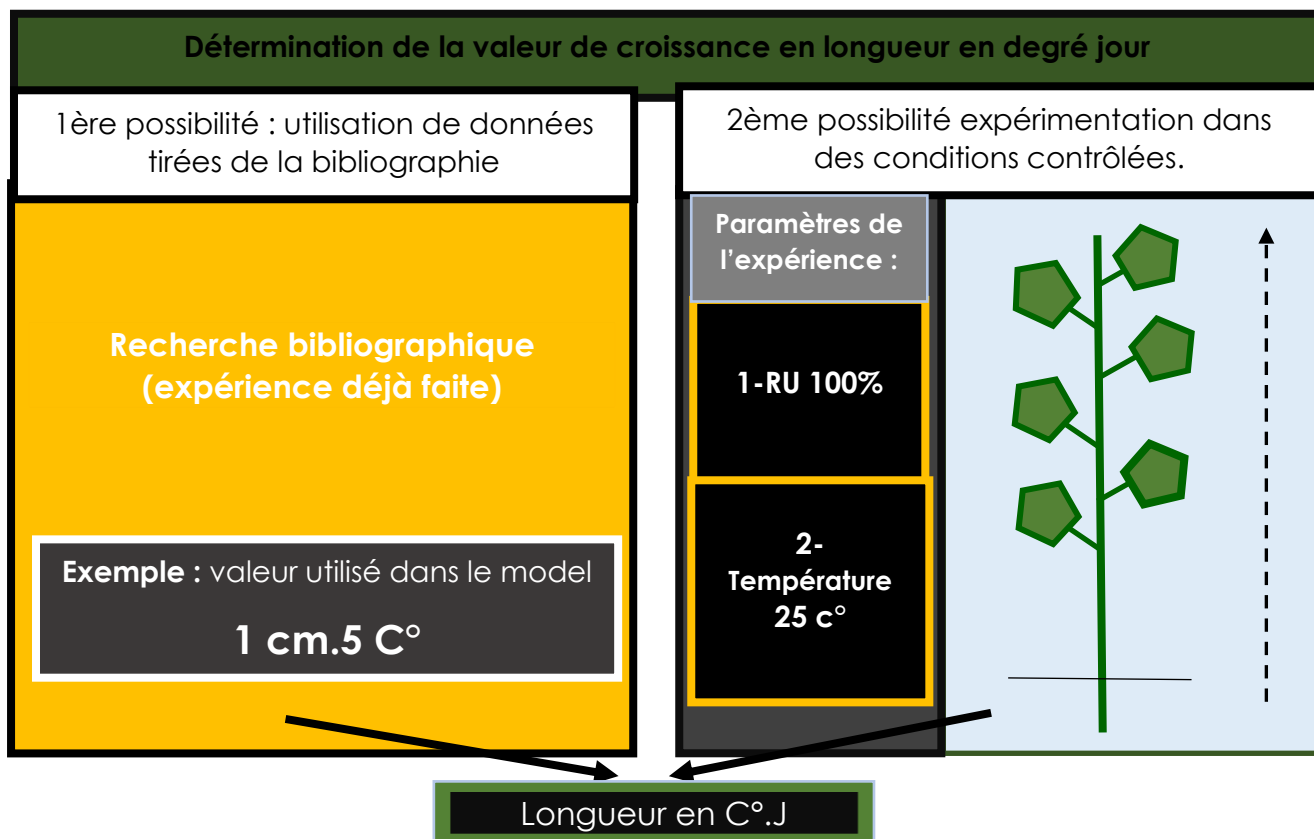 Détermination de la valeur de croissance en longueur en degré jour
1ère possibilité : utilisation de données
tirées de la bibliographie
Recherche bibliographique
(expérience déjà faite)
Exemple : valeur utilisé dans le model
1 cm.5 C°
2ème possibilité expérimentation dans
des conditions contrôlées.
Paramètres de
l'expérience :
1-RU 100%
2-
Température
25 c°
Longueur en C°.J